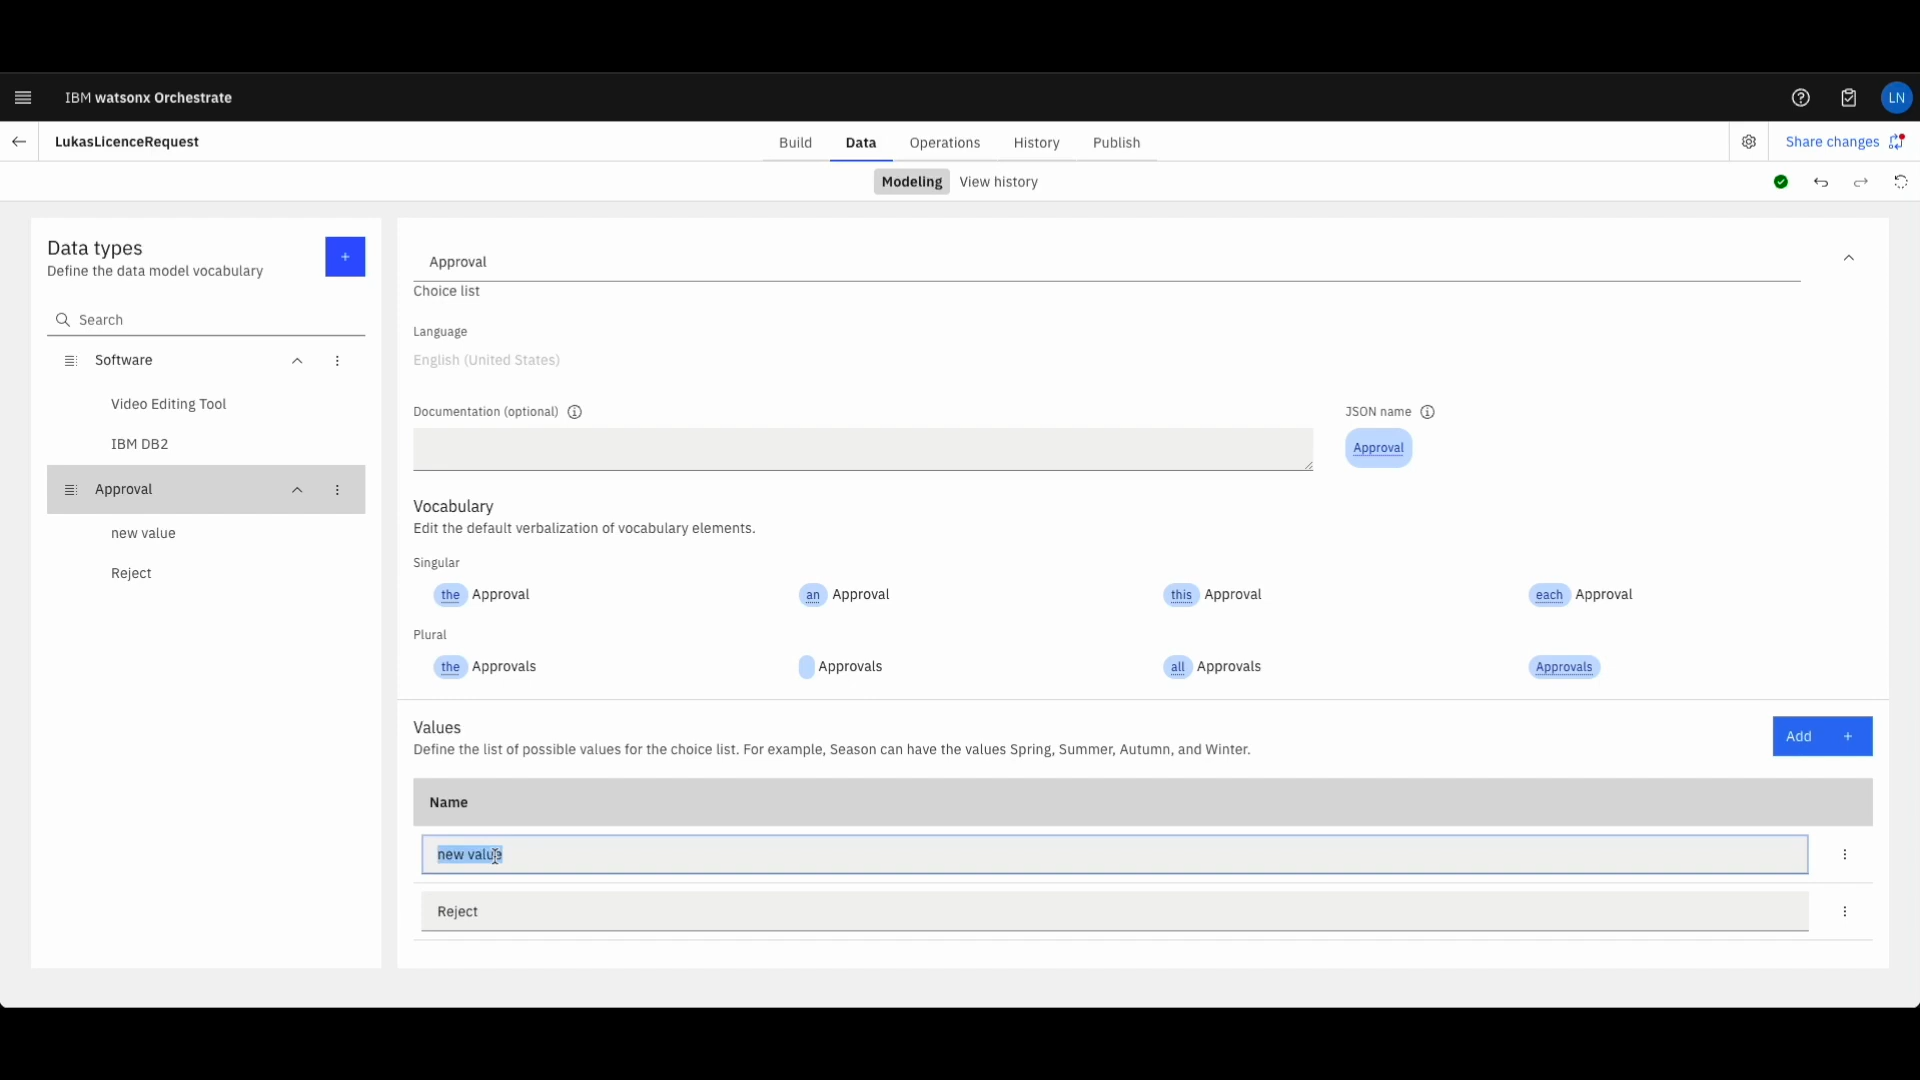 IBM watsonx Orchestrate
LN
LukasLicenceRequest
Build
Data
Operations
History
Publish
Share changes
Modeling
View history
Data types
Define the data model vocabulary
Search
Software
Video Editing Tool
IBM DB2
Approval
new value
Reject
Approval
Choice list
Language
English (United States)
Documentation (optional)
JSON name
Approval
Vocabulary
Edit the default verbalization of vocabulary elements.
Singular
the Approval
an Approval
this Approval
each Approval
Plural
the Approvals
Approvals
all Approvals
Approvals
Values
Define the list of possible values for the choice list. For example, Season can have the values Spring, Summer, Autumn, and Winter.
Add +
Name
new value
Reject